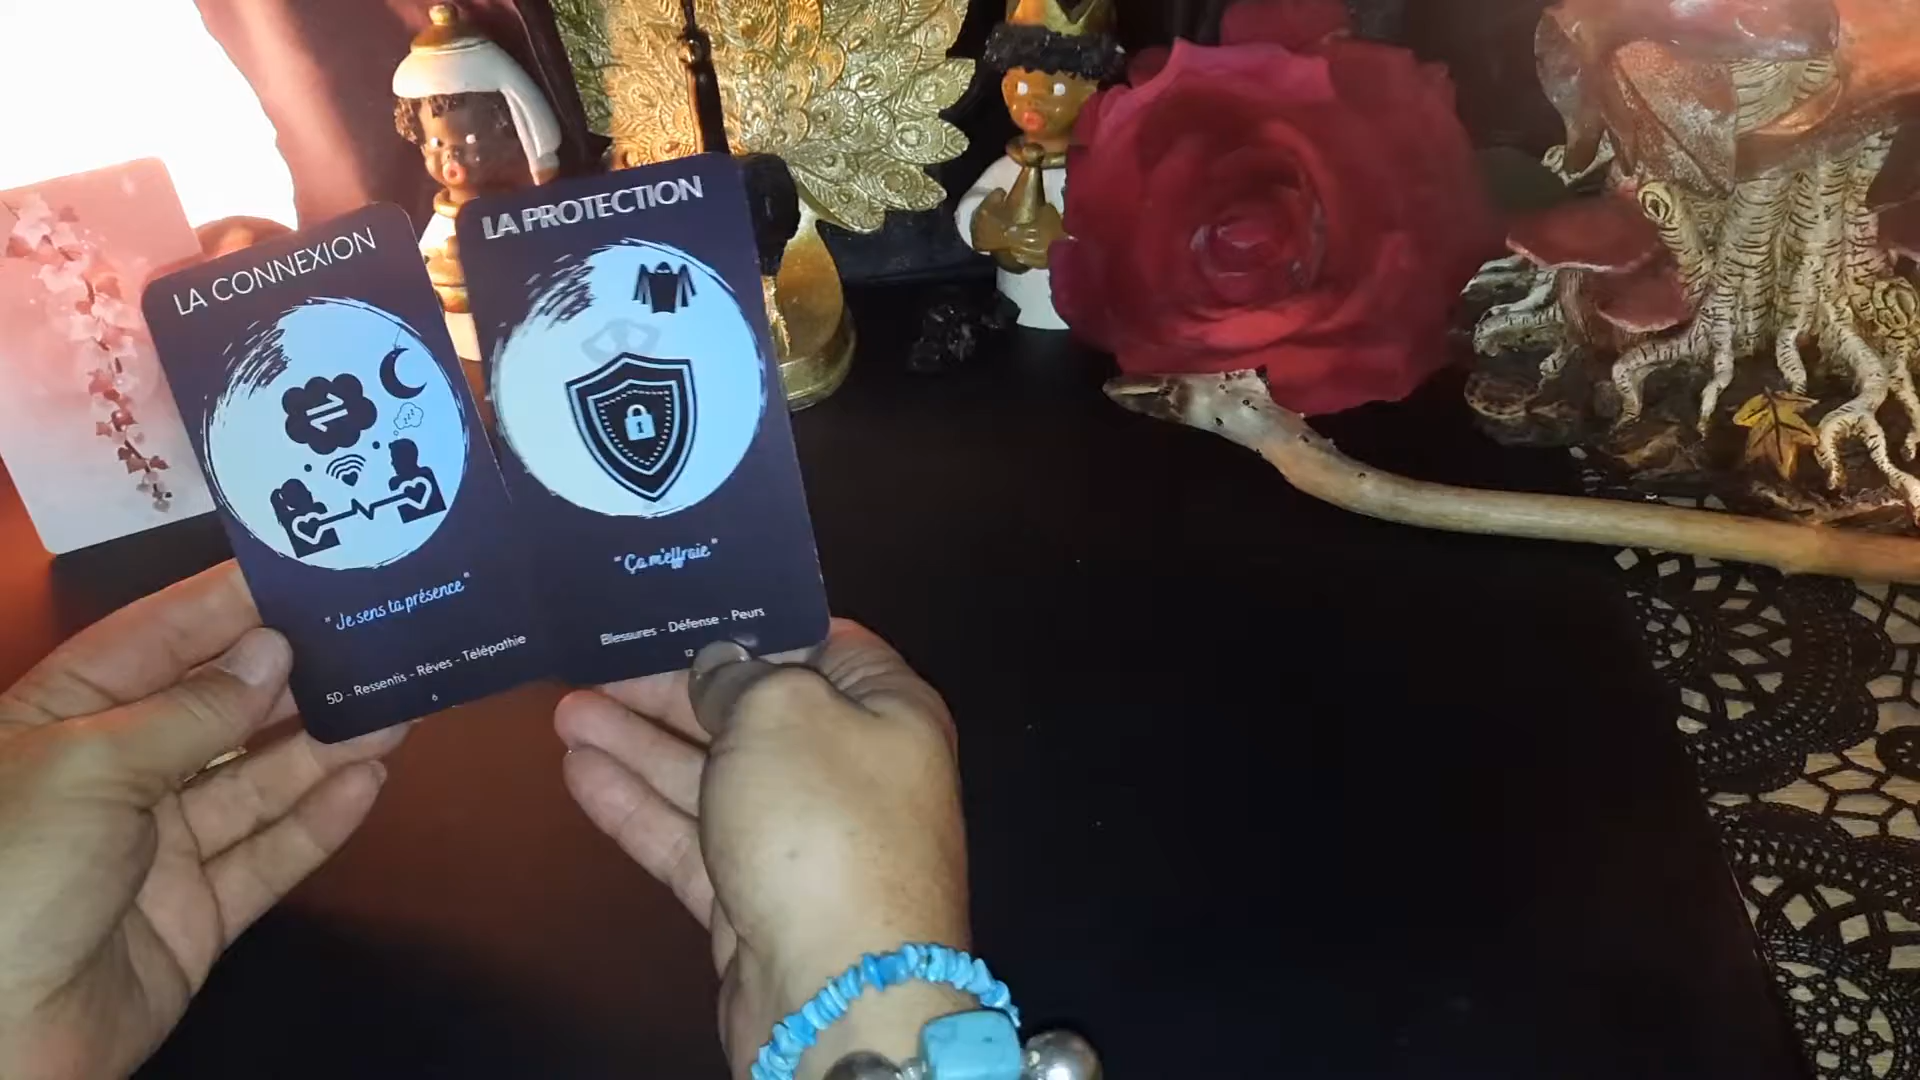 LA CONNEXION
"Je sens ta présence"
5D - Ressentis - Rêves - Télépathie
6
LA PROTECTION
"Ça m'effraie"
Blessures - Défense - Peurs
12